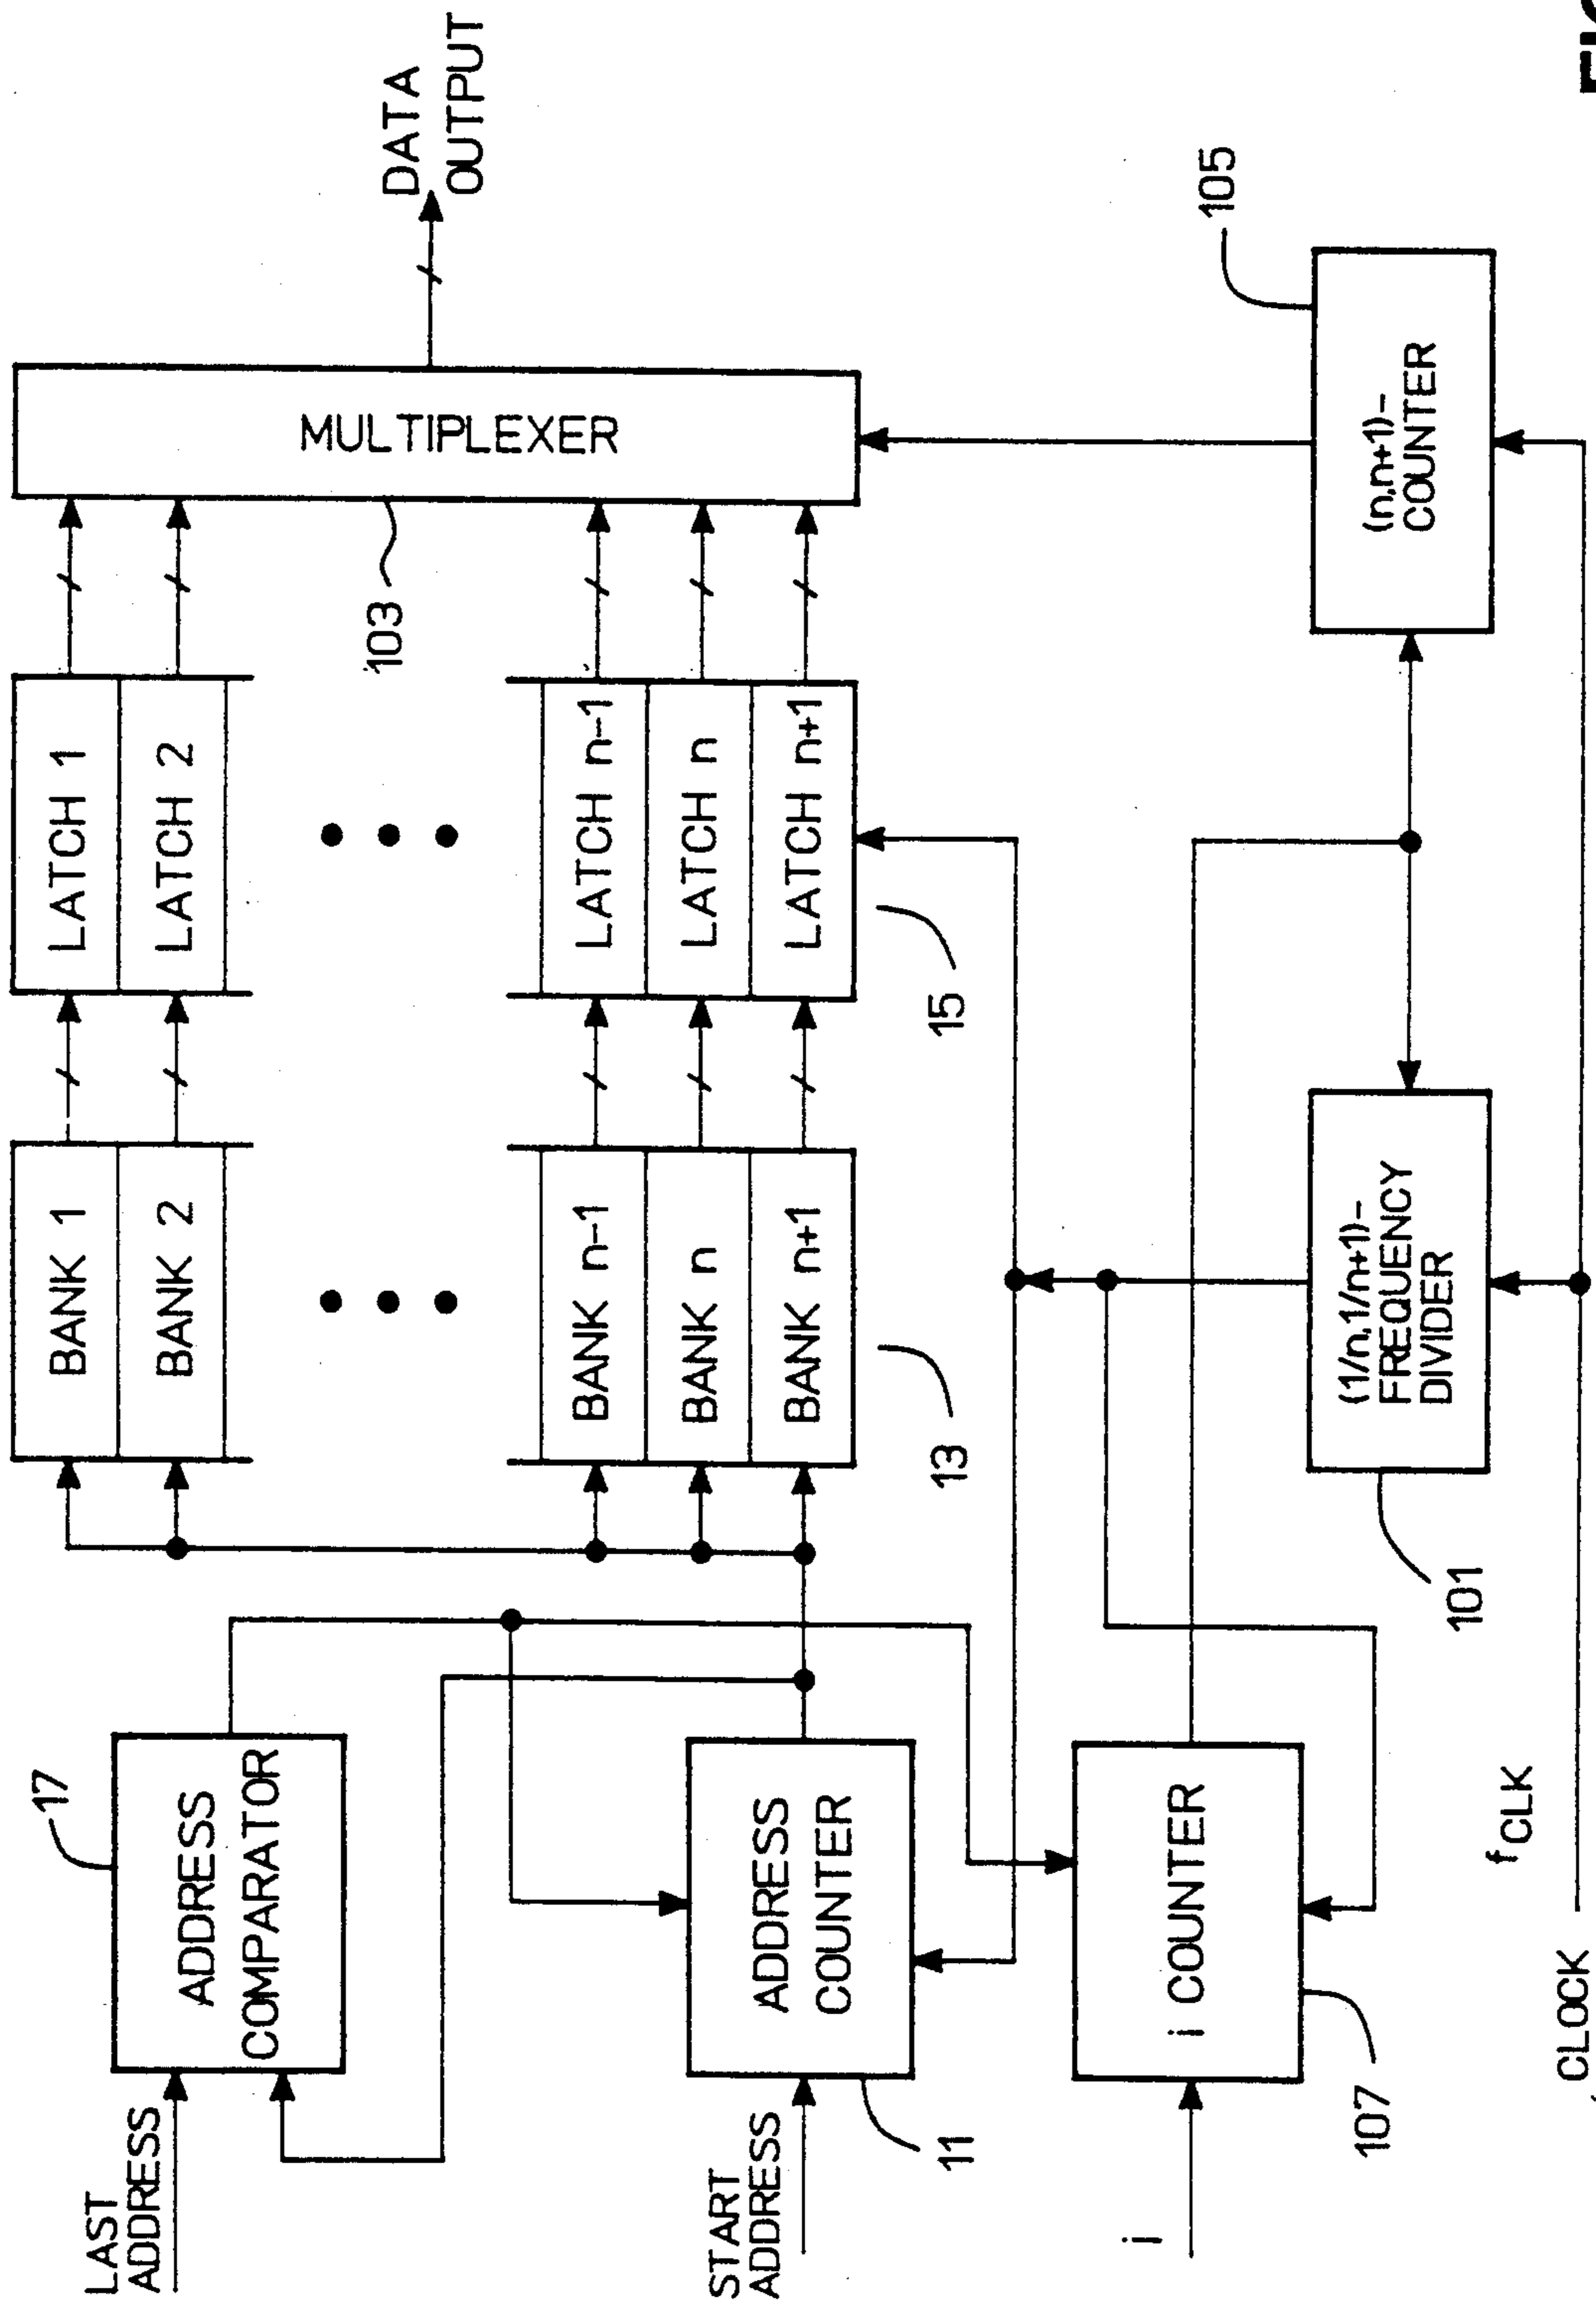 LAST
ADDRESS
17
ADDRESS
COMPARATOR
START
ADDRESS
11
ADDRESS
COUNTER
i
107
i COUNTER
CLOCK
fCLK
BANK 1
BANK 2
BANK n-1
BANK n
BANK n+1
13
LATCH 1
LATCH 2
LATCH n-1
LATCH n
LATCH n+1
15
MULTIPLEXER
103
DATA
OUTPUT
101
(1/n,1/n+1)-
FREQUENCY
DIVIDER
(n,n+1)-
COUNTER
105